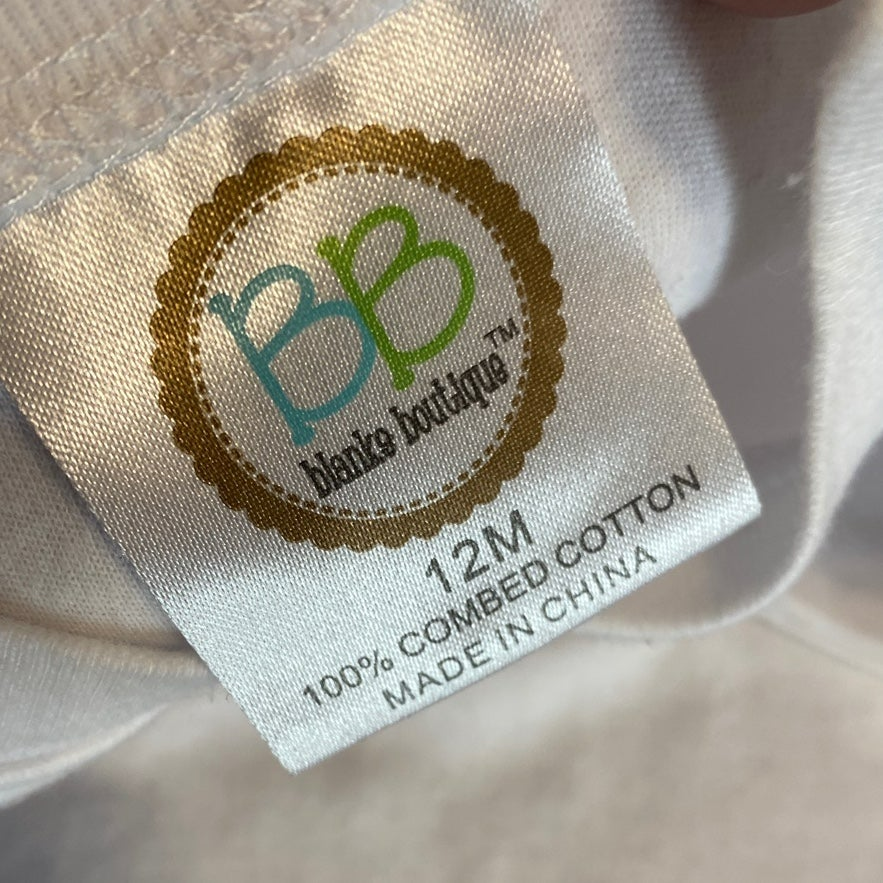 BB
blanks boutique™
12M
100% COMBED COTTON
MADE IN CHINA